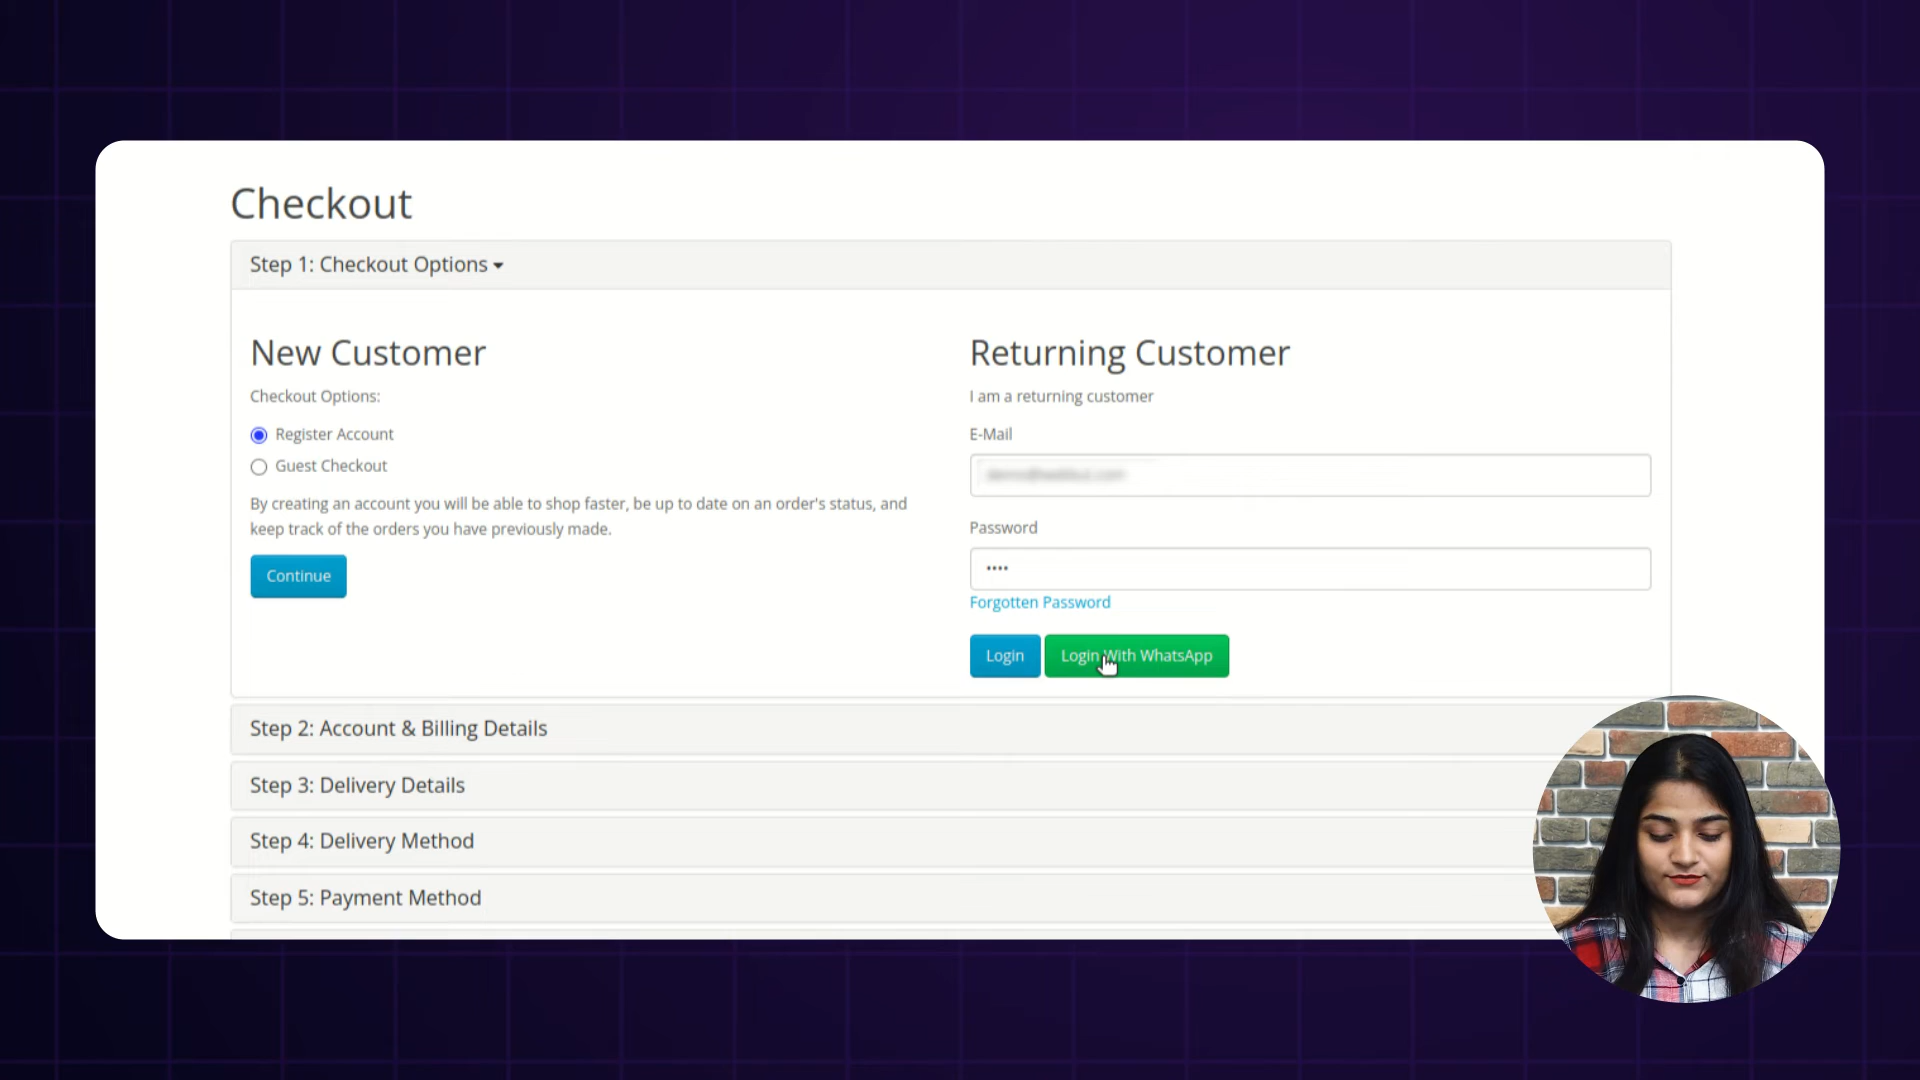 Checkout
Step 1: Checkout Options
New Customer
Checkout Options:
Register Account
Guest Checkout
By creating an account you will be able to shop faster, be up to date on an order's status, and
keep track of the orders you have previously made.
Continue
Returning Customer
I am a returning customer
E-Mail
Password
••••
Forgotten Password
Login
Login With WhatsApp
Step 2: Account & Billing Details
Step 3: Delivery Details
Step 4: Delivery Method
Step 5: Payment Method